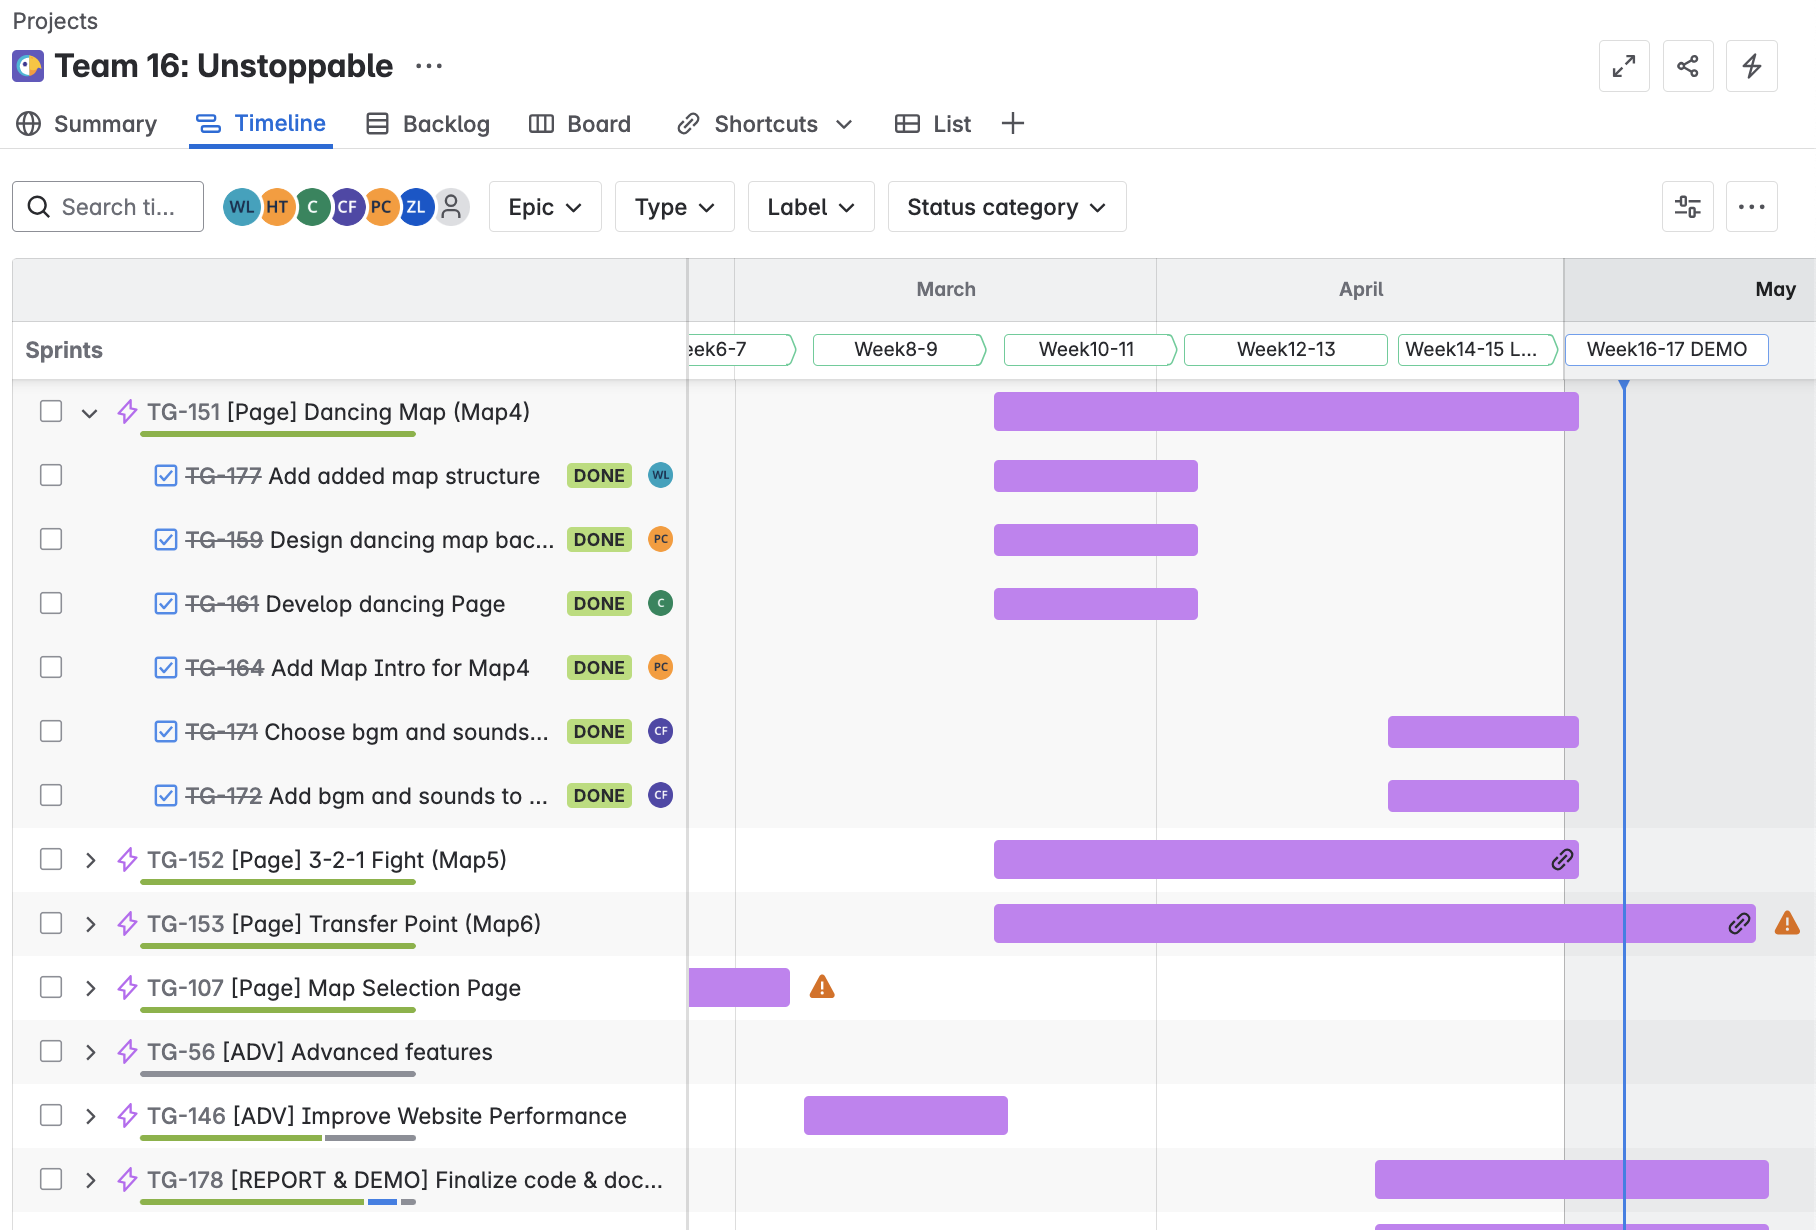 Projects
Team 16: Unstoppable
Summary Timeline Backlog Board Shortcuts List
Search ti... WL HT C CF PC ZL Epic Type Label Status category
March April May
Sprints eek6-7 Week8-9 Week10-11 Week12-13 Week14-15 L... Week16-17 DEMO
TG-151 [Page] Dancing Map (Map4)
TG-177 Add added map structure DONE WL
TG-159 Design dancing map bac... DONE PC
TG-161 Develop dancing Page DONE C
TG-164 Add Map Intro for Map4 DONE PC
TG-171 Choose bgm and sounds... DONE CF
TG-172 Add bgm and sounds to ... DONE CF
TG-152 [Page] 3-2-1 Fight (Map5)
TG-153 [Page] Transfer Point (Map6)
TG-107 [Page] Map Selection Page
TG-56 [ADV] Advanced features
TG-146 [ADV] Improve Website Performance
TG-178 [REPORT & DEMO] Finalize code & doc...